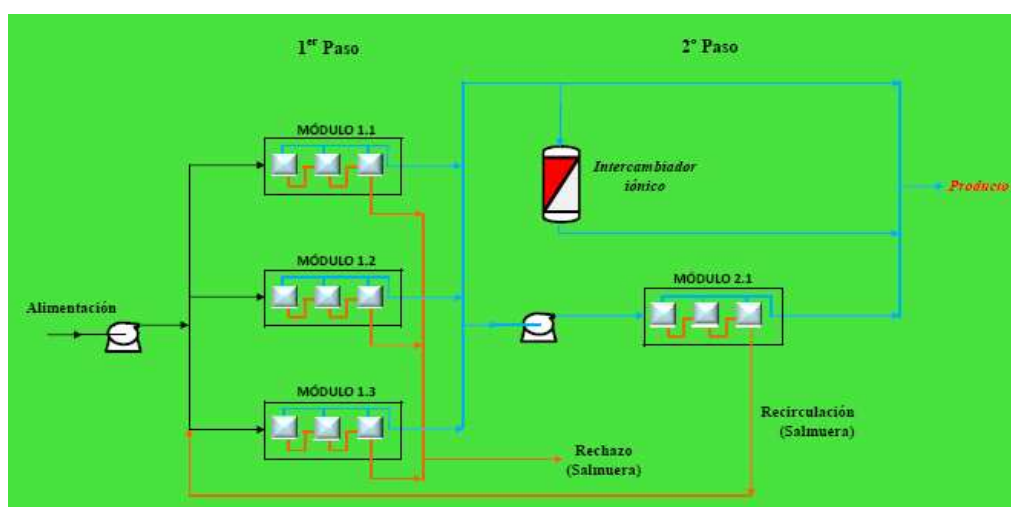 1er Paso
2º Paso
MÓDULO 1.1
Intercambiador
iónico
Producto
MÓDULO 1.2
MÓDULO 2.1
Alimentación
MÓDULO 1.3
Recirculación
(Salmuera)
Rechazo
(Salmuera)